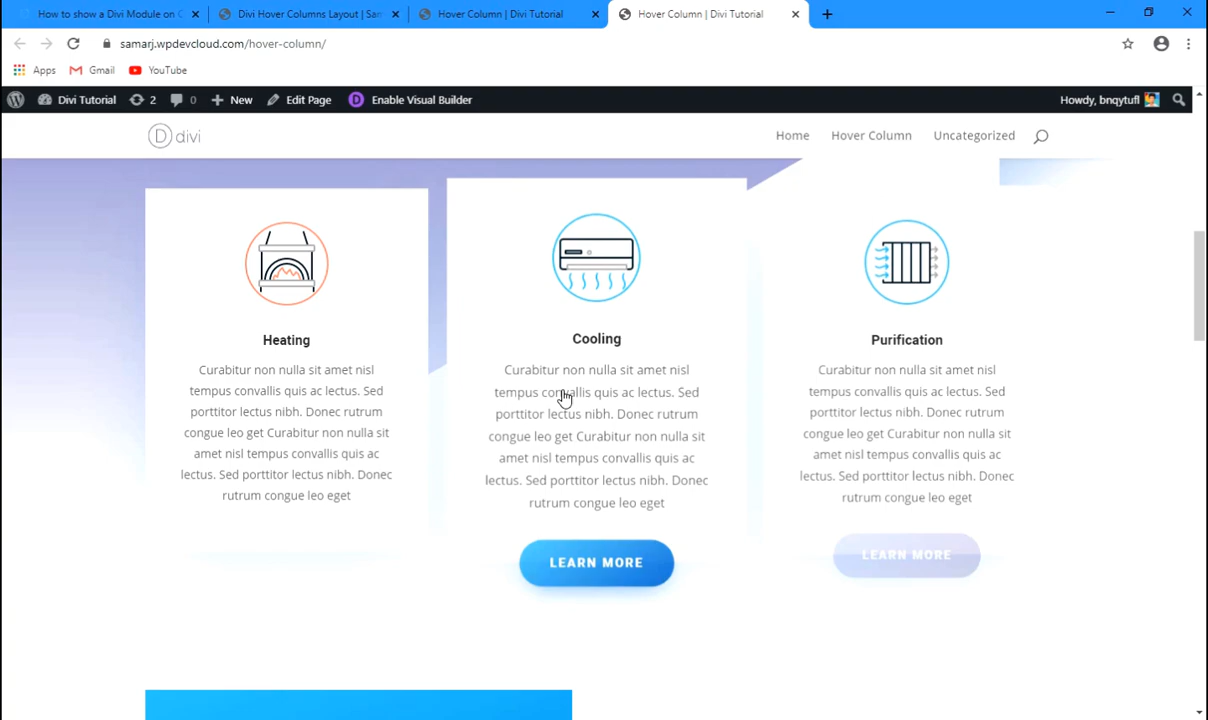 How to show a Divi Module on C
Divi Hover Columns Layout | Sar
Hover Column | Divi Tutorial
Hover Column | Divi Tutorial
samarj.wpdevcloud.com/hover-column/
Apps
Gmail
YouTube
Divi Tutorial
2
0
New
Edit Page
Enable Visual Builder
Howdy, bnqytufl
D divi
Home
Hover Column
Uncategorized
Heating
Curabitur non nulla sit amet nisl
tempus convallis quis ac lectus. Sed
porttitor lectus nibh. Donec rutrum
congue leo get Curabitur non nulla sit
amet nisl tempus convallis quis ac
lectus. Sed porttitor lectus nibh. Donec
rutrum congue leo eget
Cooling
Curabitur non nulla sit amet nisl
tempus convallis quis ac lectus. Sed
porttitor lectus nibh. Donec rutrum
congue leo get Curabitur non nulla sit
amet nisl tempus convallis quis ac
lectus. Sed porttitor lectus nibh. Donec
rutrum congue leo eget
LEARN MORE
Purification
Curabitur non nulla sit amet nisl
tempus convallis quis ac lectus. Sed
porttitor lectus nibh. Donec rutrum
congue leo get Curabitur non nulla sit
amet nisl tempus convallis quis ac
lectus. Sed porttitor lectus nibh. Donec
rutrum congue leo eget
LEARN MORE